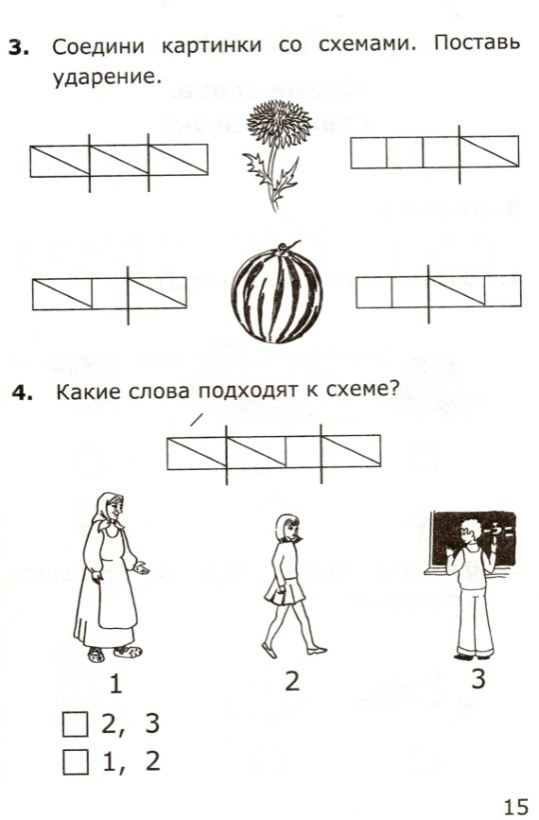 3. Соедини картинки со схемами. Поставь
ударение.
4. Какие слова подходят к схеме?
1
2
3
2, 3
1, 2
15